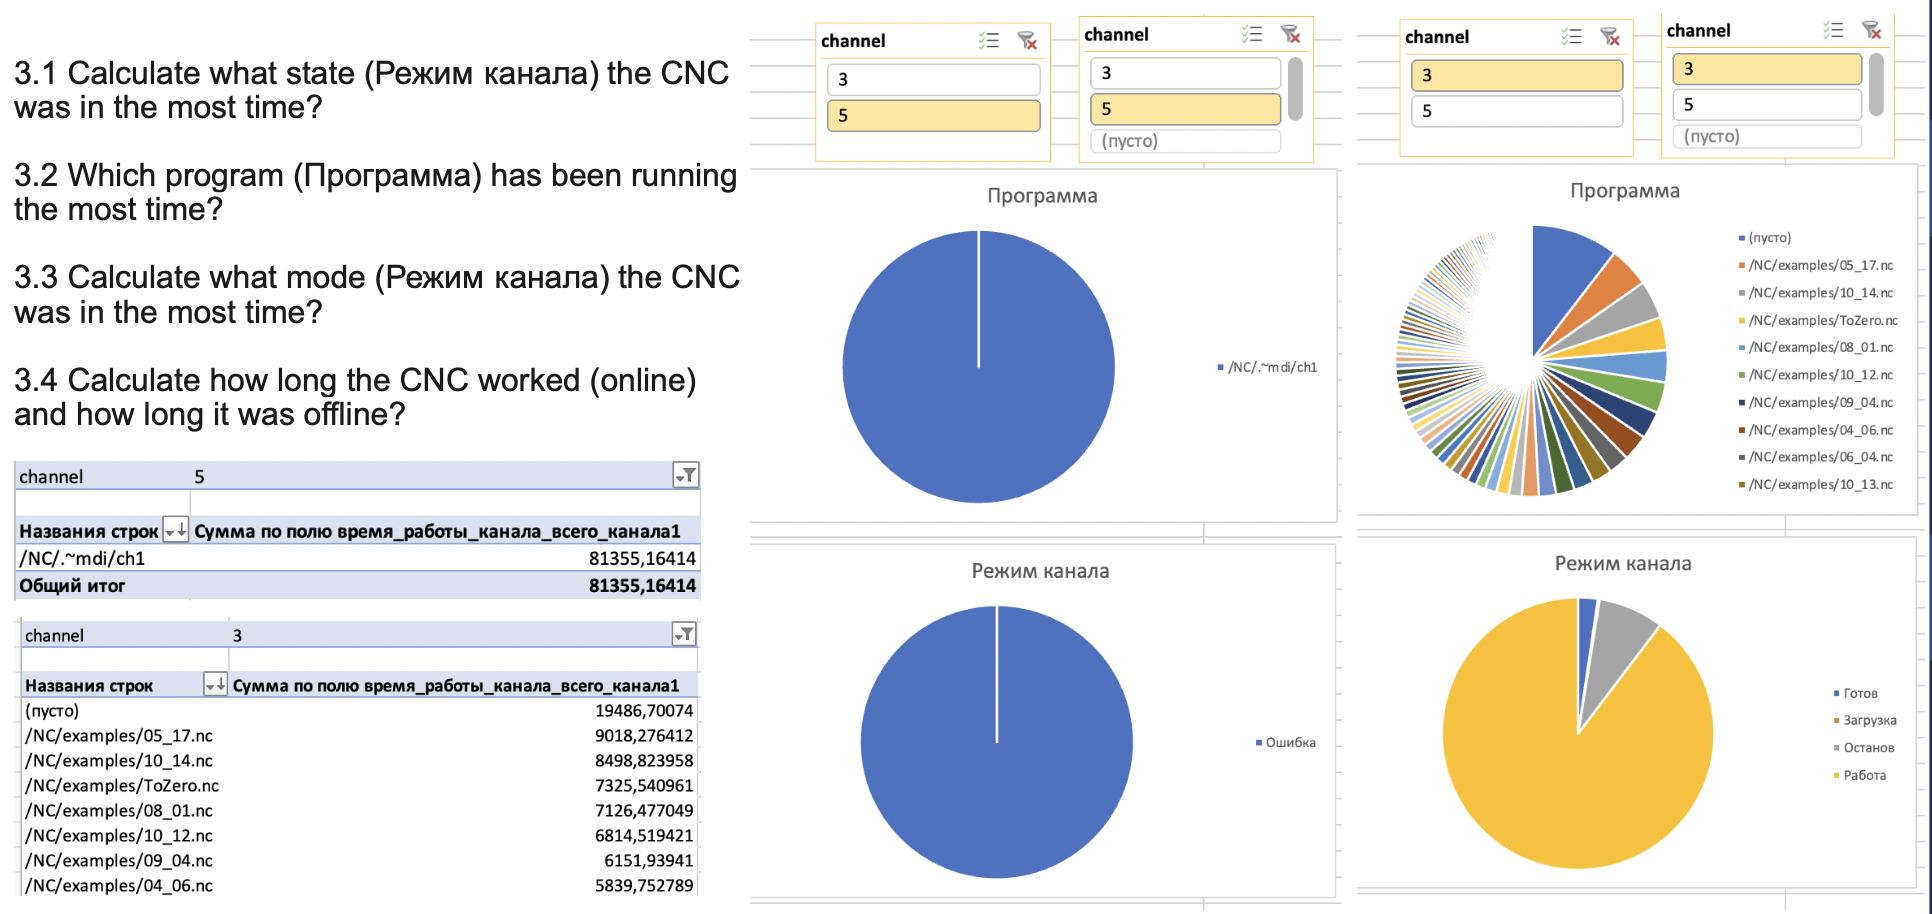 3.1 Calculate what state (Режим канала) the CNC
was in the most time?
3.2 Which program (Программа) has been running
the most time?
3.3 Calculate what mode (Режим канала) the CNC
was in the most time?
3.4 Calculate how long the CNC worked (online)
and how long it was offline?
channel 5
Названия строк Сумма по полю время_работы_канала_всего_канала1
/NC/.~mdi/ch1 81355,16414
Общий итог 81355,16414
channel 3
Названия строк Сумма по полю время_работы_канала_всего_канала1
(пусто) 19486,70074
/NC/examples/05_17.nc 9018,276412
/NC/examples/10_14.nc 8498,823958
/NC/examples/ToZero.nc 7325,540961
/NC/examples/08_01.nc 7126,477049
/NC/examples/10_12.nc 6814,519421
/NC/examples/09_04.nc 6151,93941
/NC/examples/04_06.nc 5839,752789
channel
3
5
channel
3
5
(пусто)
Программа
/NC/.~mdi/ch1
Режим канала
Ошибка
channel
3
5
channel
3
5
(пусто)
Программа
(пусто)
/NC/examples/05_17.nc
/NC/examples/10_14.nc
/NC/examples/ToZero.nc
/NC/examples/08_01.nc
/NC/examples/10_12.nc
/NC/examples/09_04.nc
/NC/examples/04_06.nc
/NC/examples/06_04.nc
/NC/examples/10_13.nc
Режим канала
Готов
Загрузка
Останов
Работа